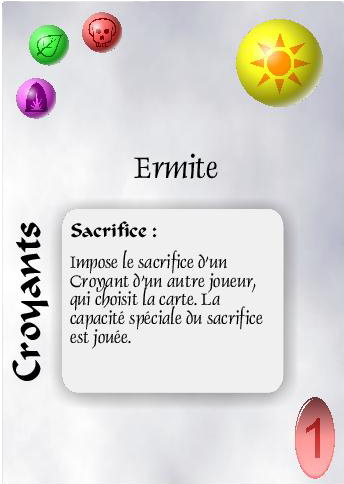 Ermite
Croyants
Sacrifice :
Impose le sacrifice d'un
Croyant d'un autre joueur,
qui choisit la carte. La
capacité spéciale du sacrifice
est jouée.
1